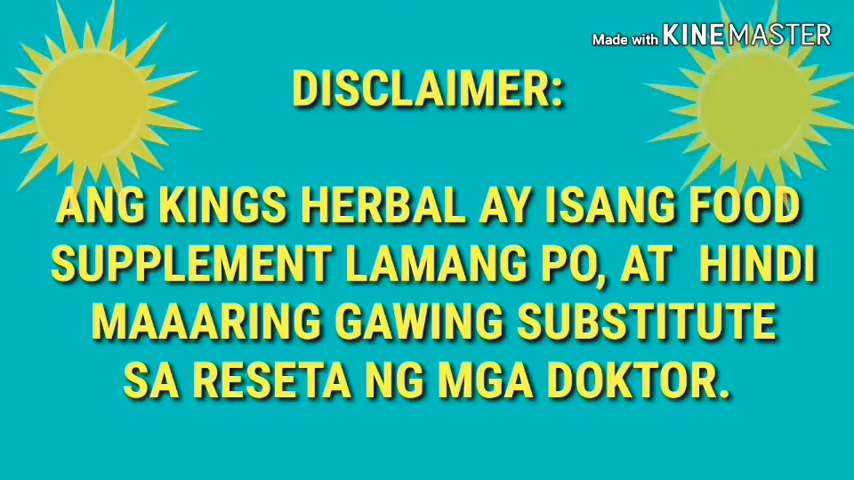 Made with KINEMASTER
DISCLAIMER:
ANG KINGS HERBAL AY ISANG FOOD
SUPPLEMENT LAMANG PO, AT HINDI
MAAARING GAWING SUBSTITUTE
SA RESETA NG MGA DOKTOR.